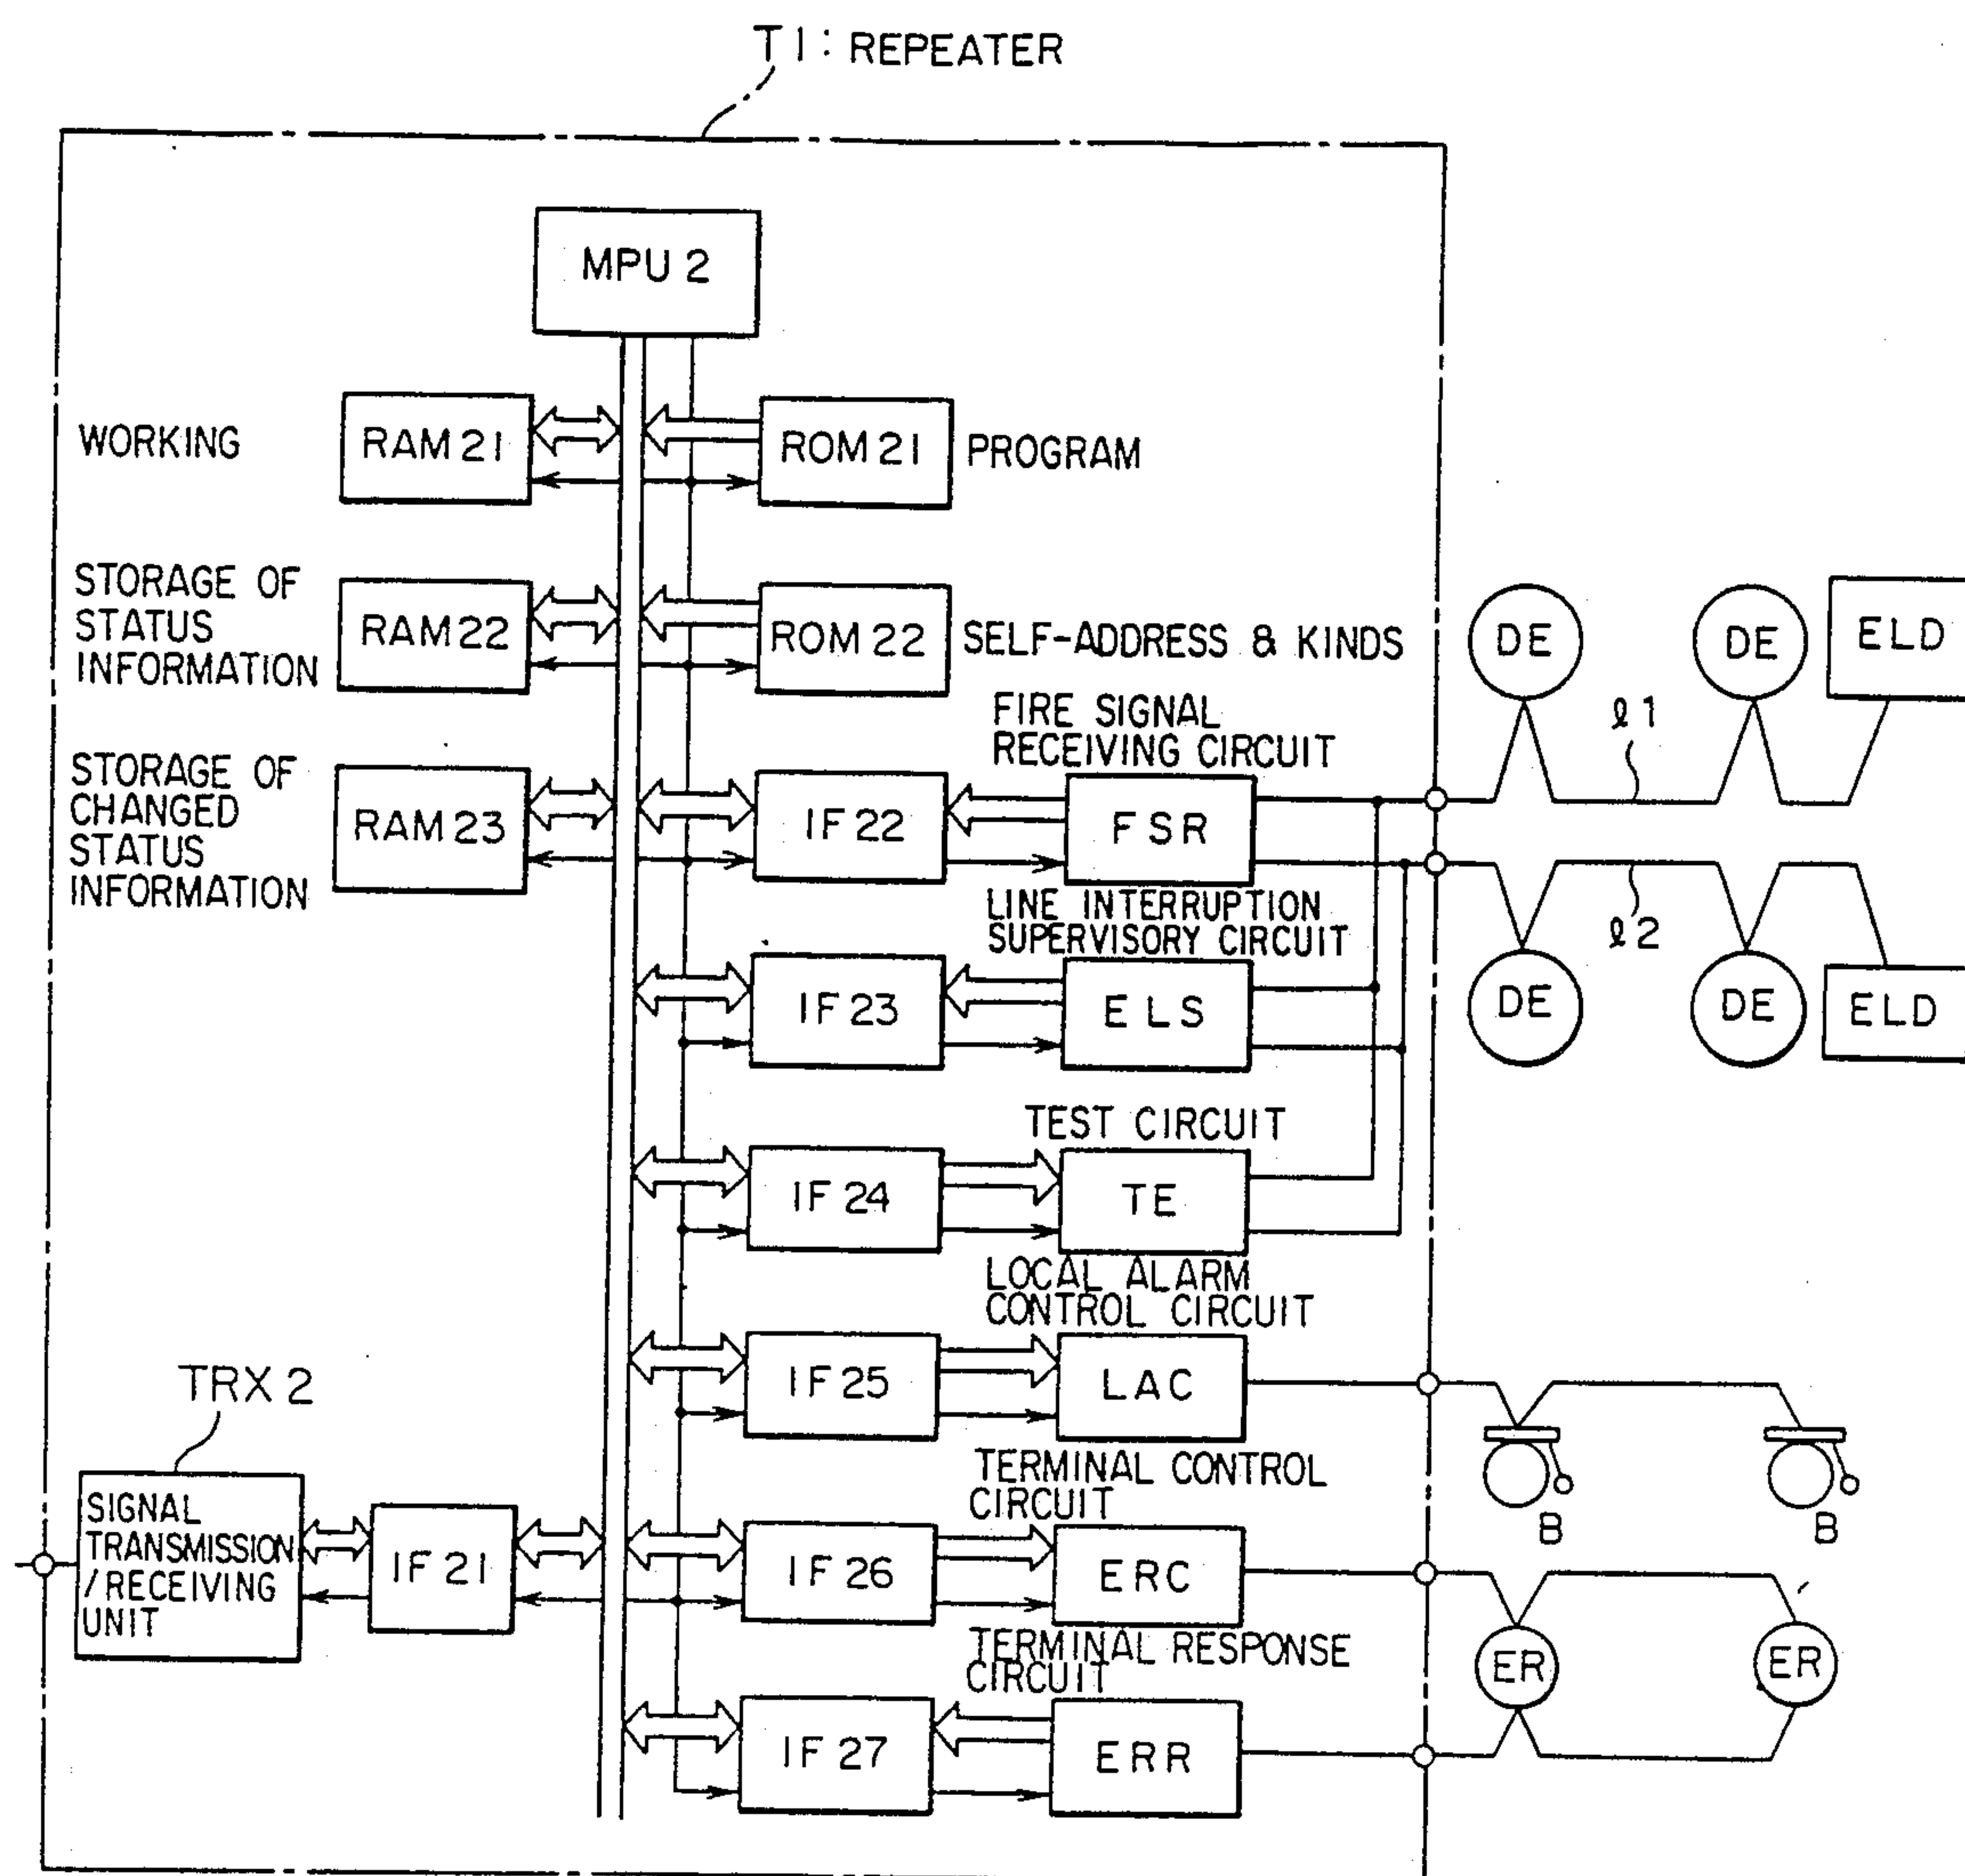 T1: REPEATER
MPU 2
WORKING
RAM 21
ROM 21
PROGRAM
STORAGE OF
STATUS
INFORMATION
RAM 22
ROM 22
SELF-ADDRESS & KINDS
DE
DE
ELD
ℓ1
STORAGE OF
CHANGED
STATUS
INFORMATION
RAM 23
IF 22
FIRE SIGNAL
RECEIVING CIRCUIT
FSR
ℓ2
DE
DE
ELD
IF 23
LINE INTERRUPTION
SUPERVISORY CIRCUIT
ELS
IF 24
TEST CIRCUIT
TE
IF 25
LOCAL ALARM
CONTROL CIRCUIT
LAC
B
B
TRX 2
SIGNAL
TRANSMISSION
/RECEIVING
UNIT
IF 21
IF 26
TERMINAL CONTROL
CIRCUIT
ERC
ER
ER
IF 27
TERMINAL RESPONSE
CIRCUIT
ERR